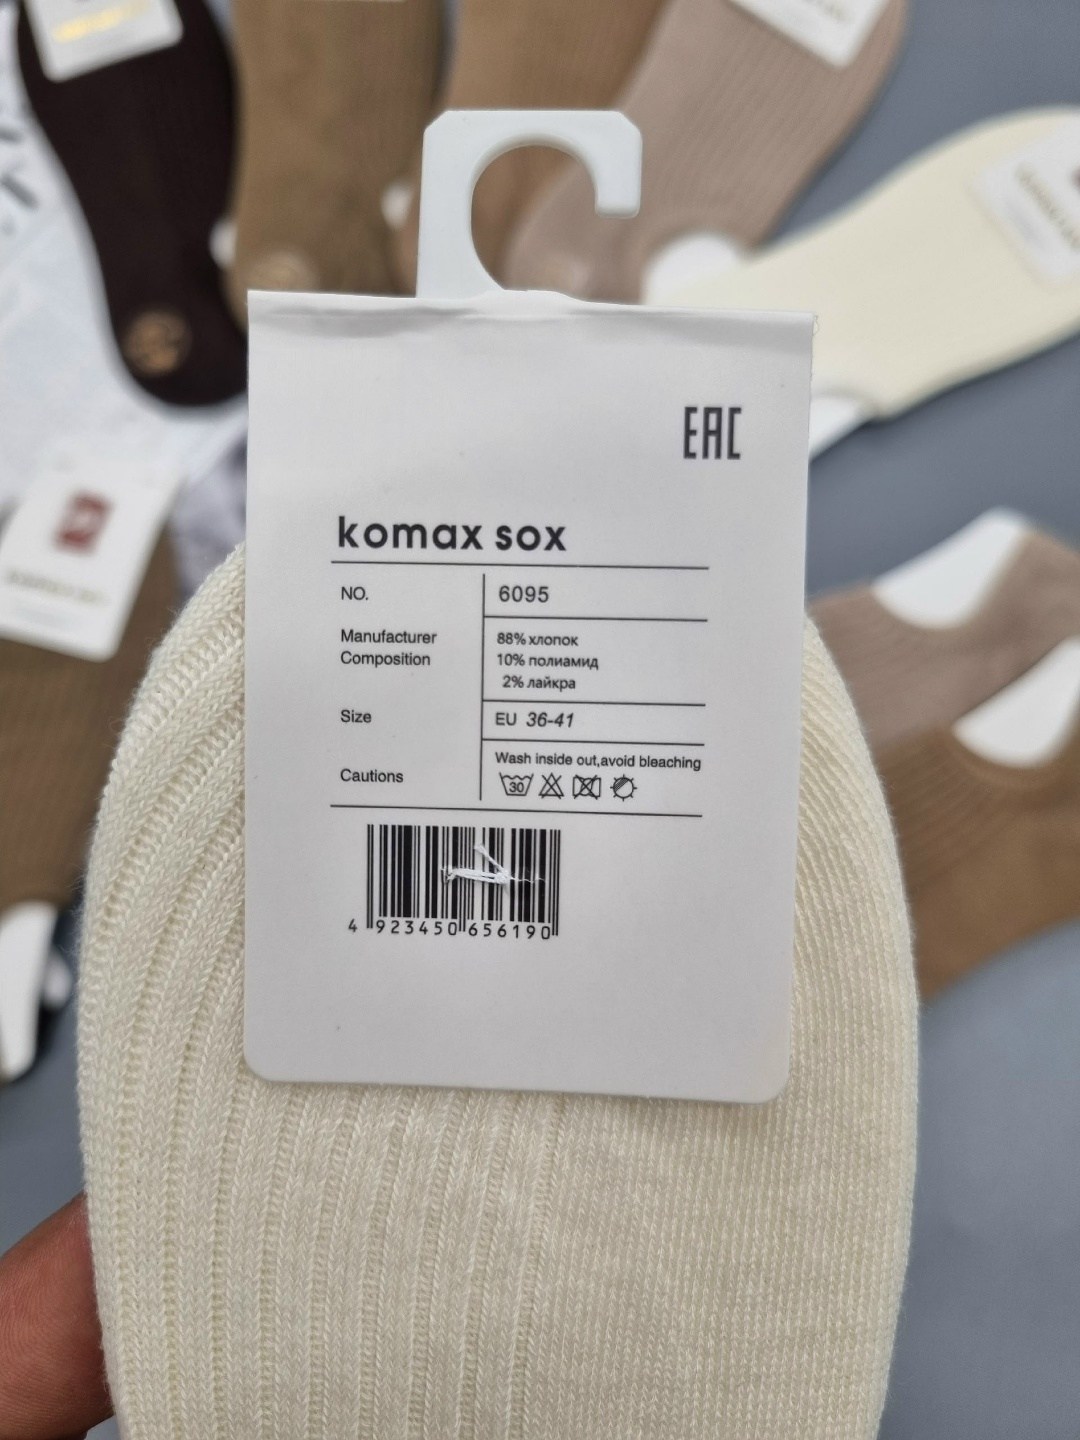 EAC
komax sox
NO. 6095
Manufacturer 88% хлопок
Composition 10% полиамид
2% лайкра
Size EU 36-41
Wash inside out,avoid bleaching
Cautions
30
4 923450 656190